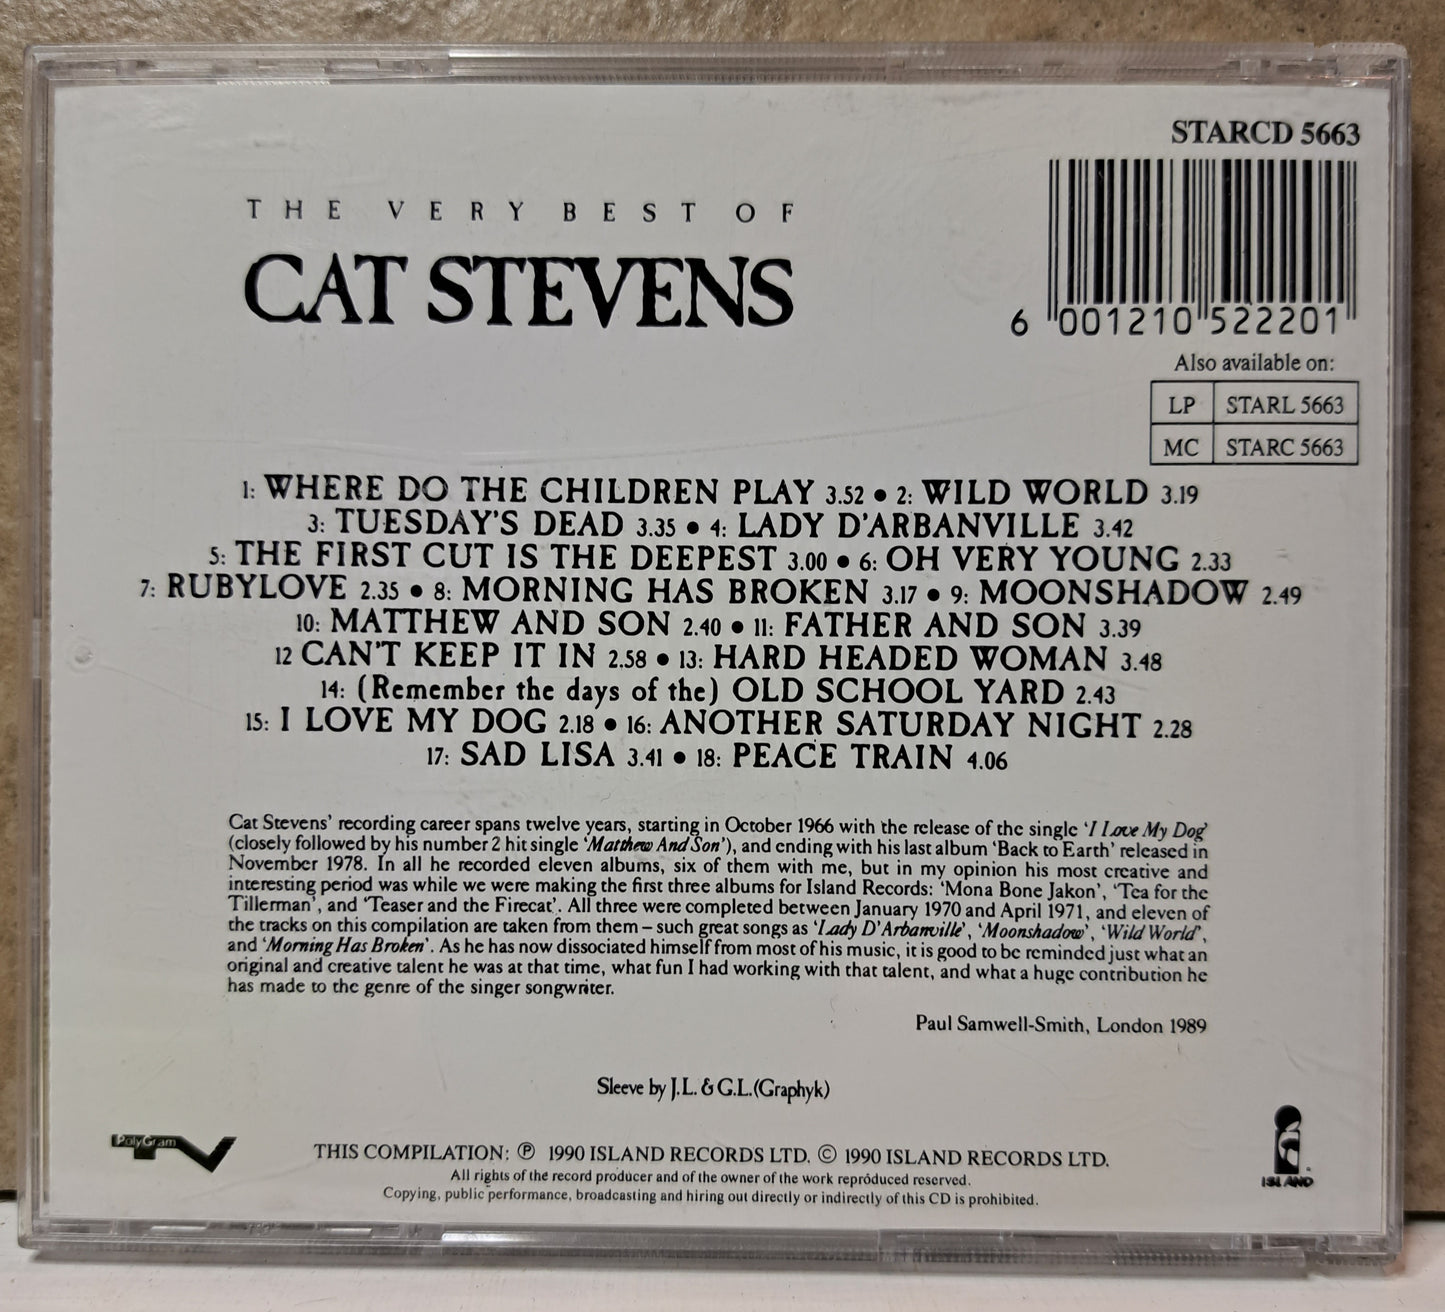 STARCD 5663
THE VERY BEST OF
CAT STEVENS
6 001210 522201
Also available on:
LP STARL 5663
MC STARC 5663
1: WHERE DO THE CHILDREN PLAY 3.52 • 2: WILD WORLD 3.19
3: TUESDAY'S DEAD 3.35 • 4: LADY D'ARBANVILLE 3.42
5: THE FIRST CUT IS THE DEEPEST 3.00 • 6: OH VERY YOUNG 2.33
7: RUBYLOVE 2.35 • 8: MORNING HAS BROKEN 3.17 • 9: MOONSHADOW 2.49
10: MATTHEW AND SON 2.40 • 11: FATHER AND SON 3.39
12 CAN'T KEEP IT IN 2.58 • 13: HARD HEADED WOMAN 3.48
14: (Remember the days of the) OLD SCHOOL YARD 2.43
15: I LOVE MY DOG 2.18 • 16: ANOTHER SATURDAY NIGHT 2.28
17: SAD LISA 3.41 • 18: PEACE TRAIN 4.06
Cat Stevens' recording career spans twelve years, starting in October 1966 with the release of the single 'I Love My Dog'
(closely followed by his number 2 hit single 'Matthew And Son'), and ending with his last album 'Back to Earth' released in
November 1978. In all he recorded eleven albums, six of them with me, but in my opinion his most creative and
interesting period was while we were making the first three albums for Island Records: 'Mona Bone Jakon', 'Tea for the
Tillerman', and 'Teaser and the Firecat'. All three were completed between January 1970 and April 1971, and eleven of
the tracks on this compilation are taken from them – such great songs as 'Lady D'Arbanville', 'Moonshadow', 'Wild World',
and 'Morning Has Broken'. As he has now dissociated himself from most of his music, it is good to be reminded just what an
original and creative talent he was at that time, what fun I had working with that talent, and what a huge contribution he
has made to the genre of the singer songwriter.
Paul Samwell-Smith, London 1989
Sleeve by J.L. & G.L.(Graphyk)
PolyGram TV
THIS COMPILATION: ℗ 1990 ISLAND RECORDS LTD. © 1990 ISLAND RECORDS LTD.
All rights of the record producer and of the owner of the work reproduced reserved.
Copying, public performance, broadcasting and hiring out directly or indirectly of this CD is prohibited.
ISLAND